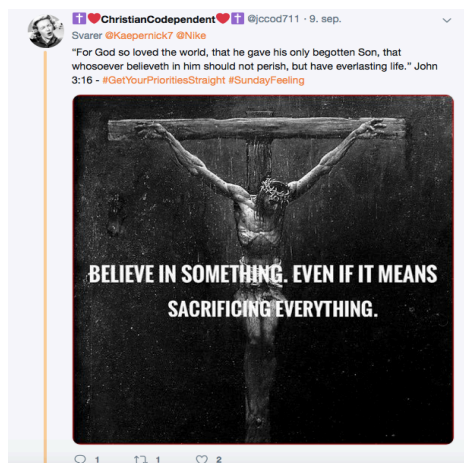 ChristianCodependent @jccod711 · 9. sep.
Svarer @Kaepernick7 @Nike
"For God so loved the world, that he gave his only begotten Son, that
whosoever believeth in him should not perish, but have everlasting life." John
3:16 - #GetYourPrioritiesStraight #SundayFeeling
BELIEVE IN SOMETHING. EVEN IF IT MEANS
SACRIFICING EVERYTHING.
1 1 2